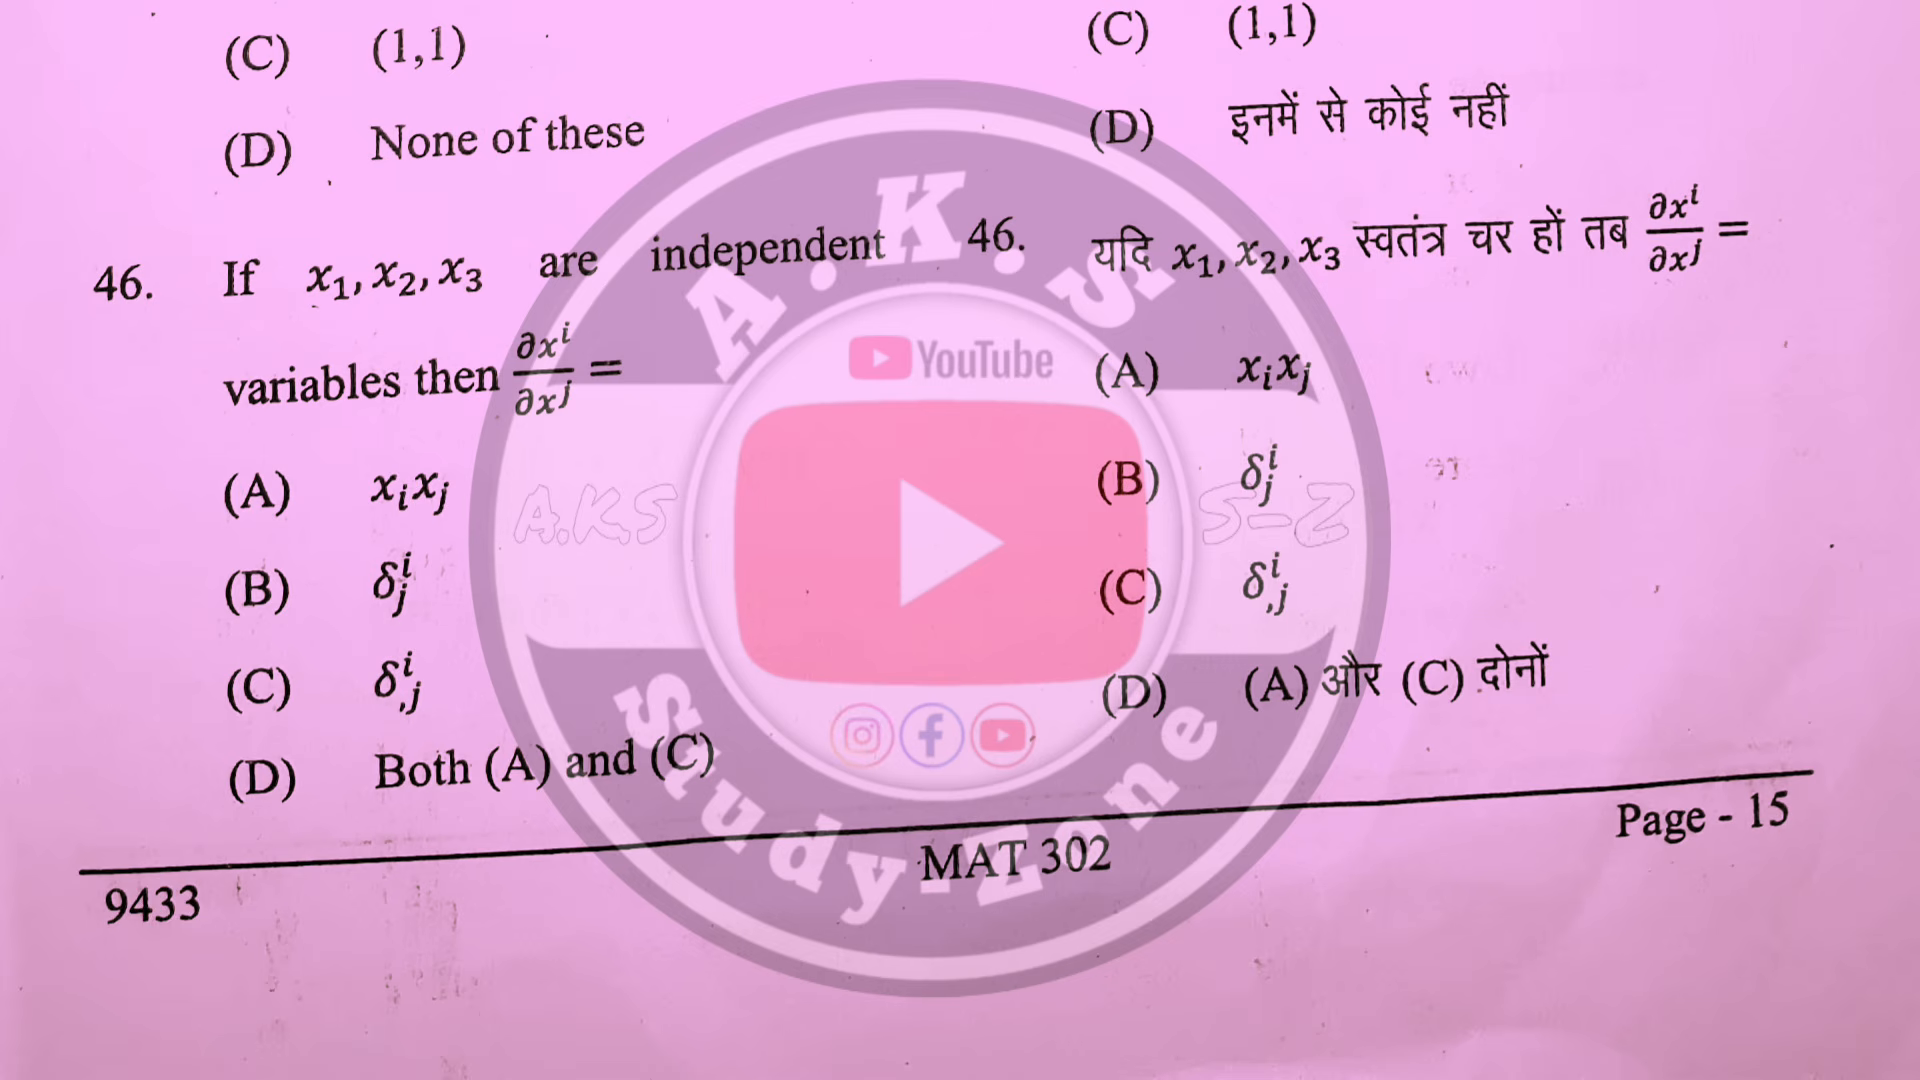 (C) (1,1)
(D) None of these
46. If x₁, x₂, x₃ are independent
variables then ∂xⁱ/∂xʲ =
(A) xᵢxⱼ
(B) δⁱⱼ
(C) δⁱ,ⱼ
(D) Both (A) and (C)
(C) (1,1)
(D) इनमें से कोई नहीं
46. यदि x₁, x₂, x₃ स्वतंत्र चर हों तब ∂xⁱ/∂xʲ =
(A) xᵢxⱼ
(B) δⁱⱼ
(C) δⁱ,ⱼ
(D) (A) और (C) दोनों
9433 MAT 302 Page - 15
A.K.S
YouTube
A.K.S S-Z
Study-Zone